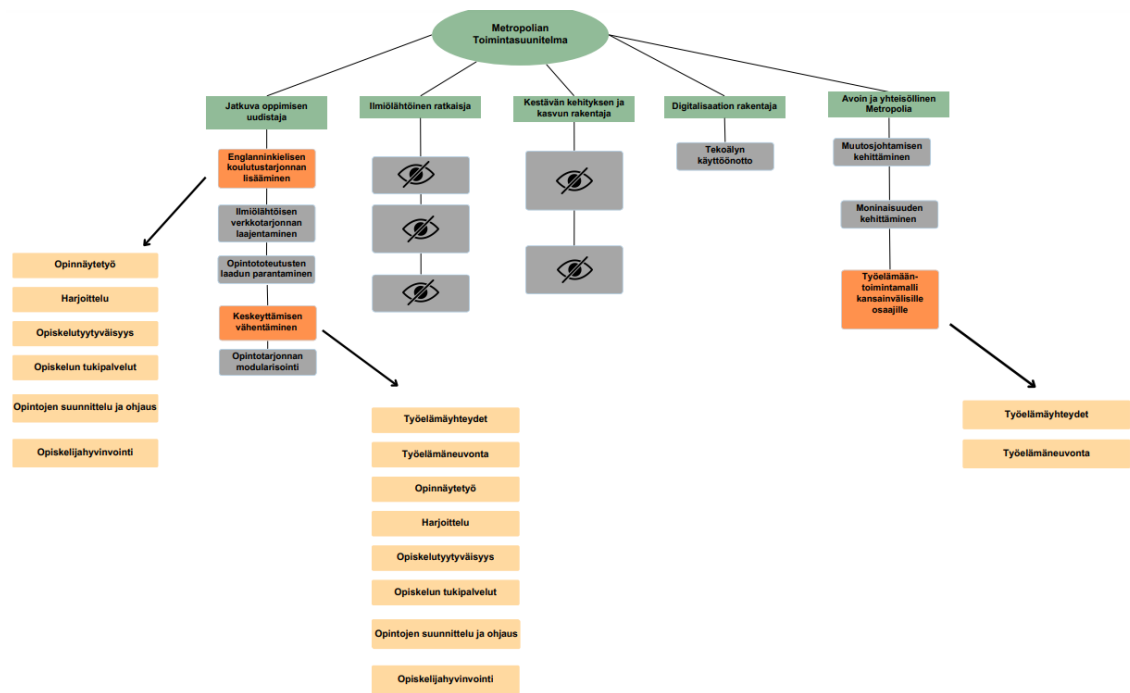 Metropolian
Toimintasuunitelma
Jatkuva oppimisen
uudistaja
Ilmiölähtöinen ratkaisja
Kestävän kehityksen ja
kasvun rakentaja
Digitalisaation rakentaja
Avoin ja yhteisöllinen
Metropolia
Englanninkielisen
koulutustarjonnan
lisääminen
Ilmiölähtöisen
verkkotarjonnan
laajentaminen
Opintototeutusten
laadun parantaminen
Keskeyttämisen
vähentäminen
Opintotarjonnan
modularisointi
Tekoälyn
käyttöönotto
Muutosjohtamisen
kehittäminen
Moninaisuuden
kehittäminen
Työelämään-
toimintamalli
kansainvälisille
osaajille
Opinnäytetyö
Harjoittelu
Opiskelutyytyväisyys
Opiskelun tukipalvelut
Opintojen suunnittelu ja ohjaus
Opiskelijahyvinvointi
Työelämäyhteydet
Työelämäneuvonta
Opinnäytetyö
Harjoittelu
Opiskelutyytyväisyys
Opiskelun tukipalvelut
Opintojen suunnittelu ja ohjaus
Opiskelijahyvinvointi
Työelämäyhteydet
Työelämäneuvonta